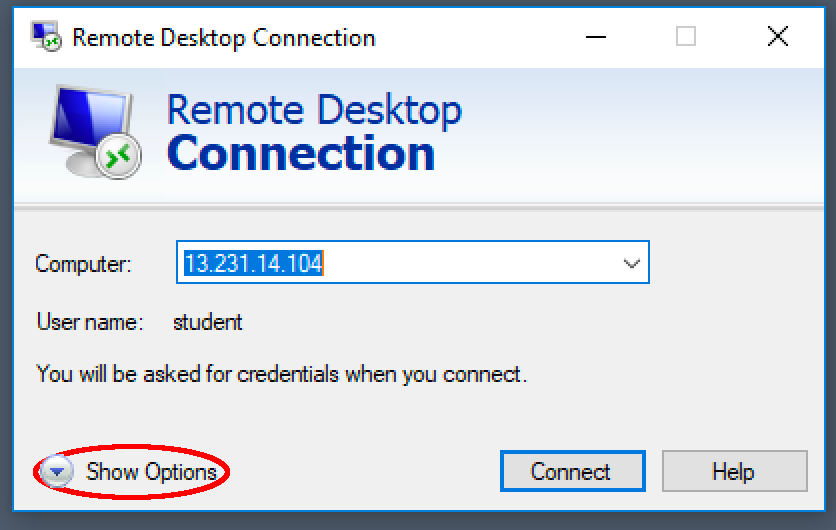 Remote Desktop Connection
Remote Desktop
Connection
Computer: 13.231.14.104
User name: student
You will be asked for credentials when you connect.
Show Options Connect Help